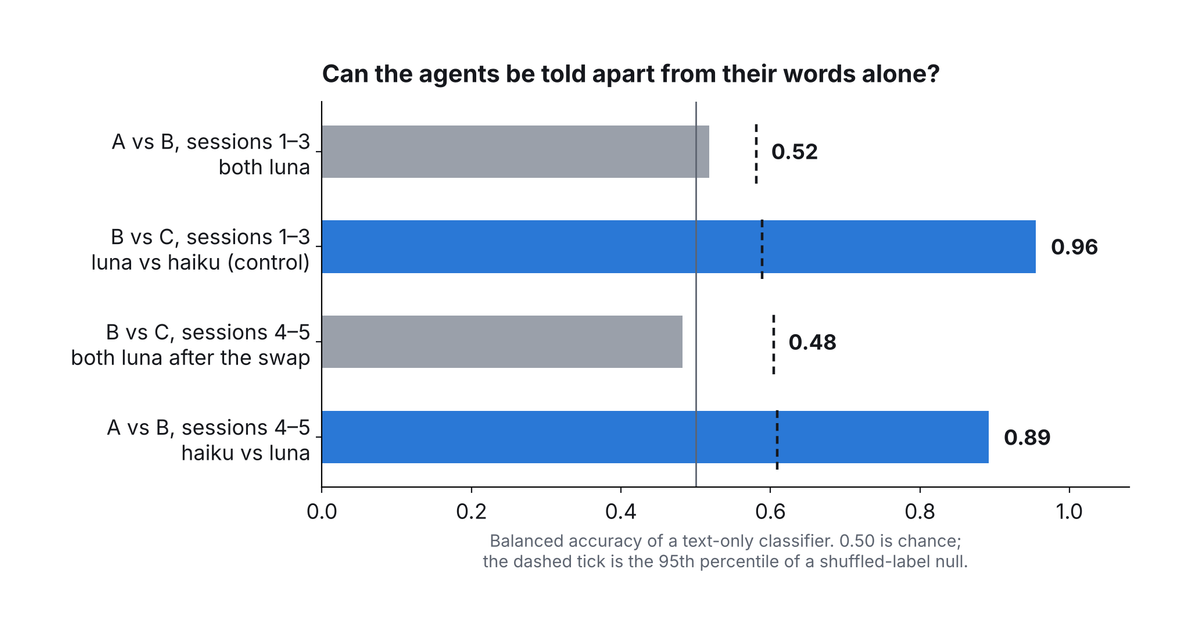 Can the agents be told apart from their words alone?
A vs B, sessions 1–3
both luna
0.52
B vs C, sessions 1–3
luna vs haiku (control)
0.96
B vs C, sessions 4–5
both luna after the swap
0.48
A vs B, sessions 4–5
haiku vs luna
0.89
0.0 0.2 0.4 0.6 0.8 1.0
Balanced accuracy of a text-only classifier. 0.50 is chance;
the dashed tick is the 95th percentile of a shuffled-label null.